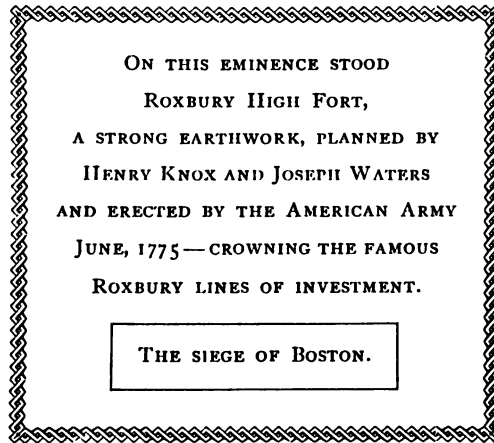 On this eminence stood
Roxbury High Fort,
a strong earthwork, planned by
Henry Knox and Joseph Waters
and erected by the American Army
June, 1775—crowning the famous
Roxbury lines of investment.
The siege of Boston.